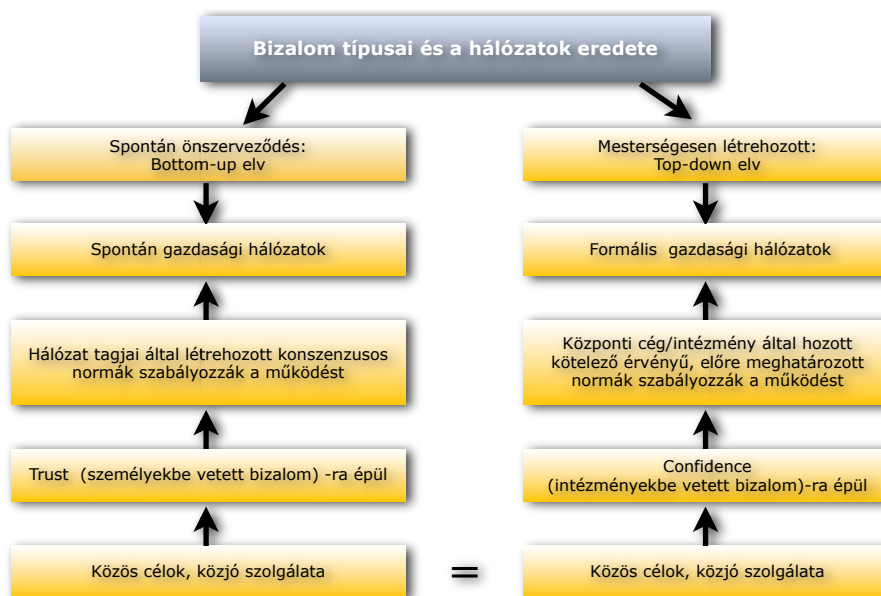 Bizalom típusai és a hálózatok eredete
Spontán önszerveződés:
Bottom-up elv
Mesterségesen létrehozott:
Top-down elv
Spontán gazdasági hálózatok
Formális gazdasági hálózatok
Hálózat tagjai által létrehozott konszenzusos
normák szabályozzák a működést
Központi cég/intézmény által hozott
kötelező érvényű, előre meghatározott
normák szabályozzák a működést
Trust (személyekbe vetett bizalom) -ra épül
Confidence
(intézményekbe vetett bizalom)-ra épül
Közös célok, közjó szolgálata
=
Közös célok, közjó szolgálata